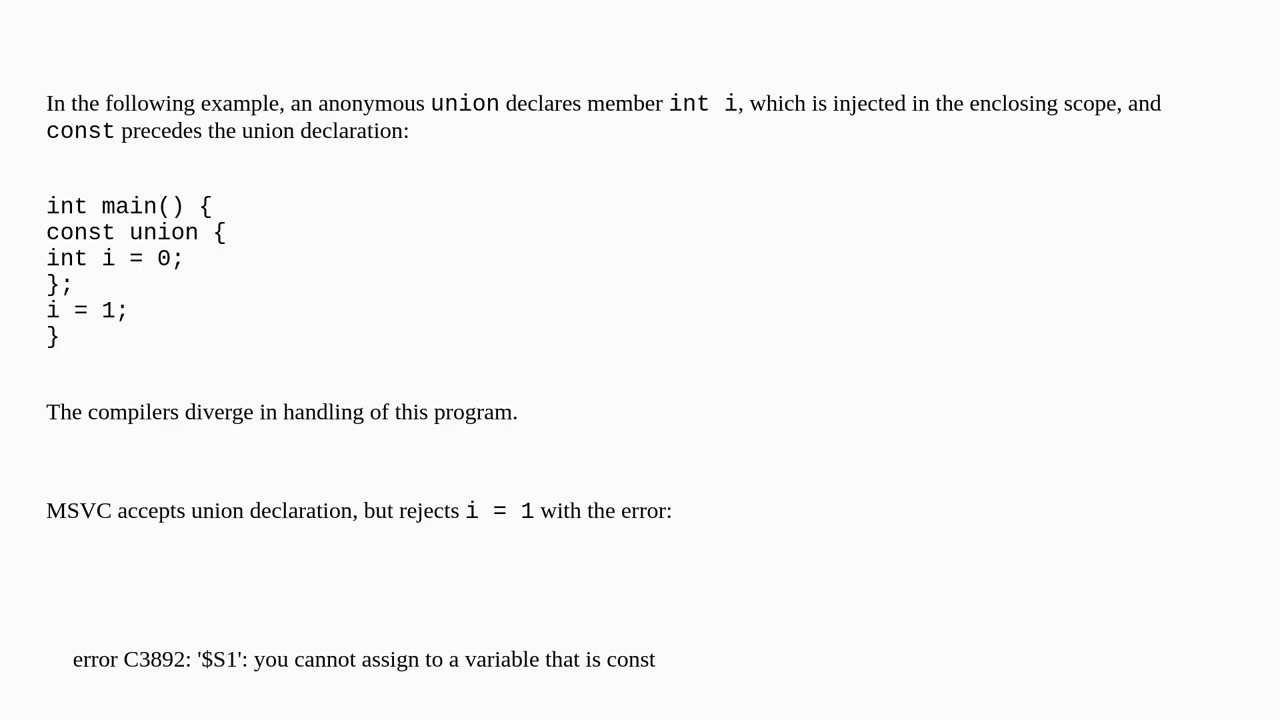 In the following example, an anonymous union declares member int i, which is injected in the enclosing scope, and
const precedes the union declaration:
int main() {
const union {
int i = 0;
};
i = 1;
}
The compilers diverge in handling of this program.
MSVC accepts union declaration, but rejects i = 1 with the error:
error C3892: '$S1': you cannot assign to a variable that is const